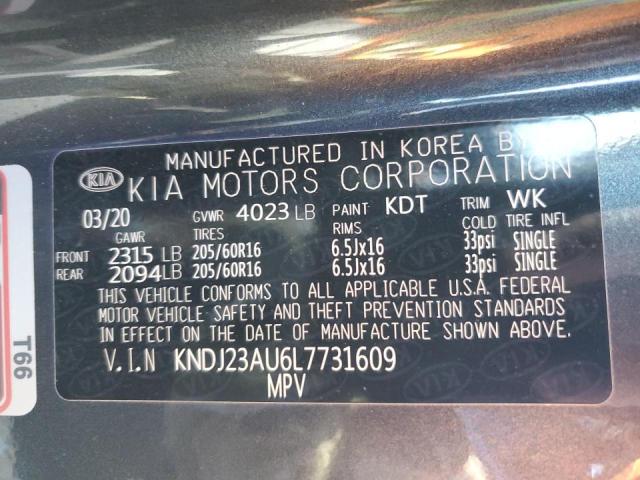 MANUFACTURED IN KOREA BY
KIA KIA MOTORS CORPORATION
03/20 GVWR 4023 LB PAINT KDT TRIM WK
GAWR TIRES RIMS COLD TIRE INFL
FRONT 2315 LB 205/60R16 6.5Jx16 33psi SINGLE
REAR 2094 LB 205/60R16 6.5Jx16 33psi SINGLE
THIS VEHICLE CONFORMS TO ALL APPLICABLE U.S.A. FEDERAL
MOTOR VEHICLE SAFETY AND THEFT PREVENTION STANDARDS
IN EFFECT ON THE DATE OF MANUFACTURE SHOWN ABOVE.
V.I.N KNDJ23AU6L7731609
MPV
T66